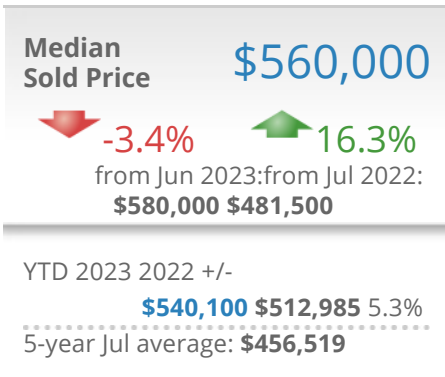 Median
Sold Price
$560,000
-3.4%
16.3%
from Jun 2023:from Jul 2022:
$580,000 $481,500
YTD 2023 2022 +/-
$540,100 $512,985 5.3%
5-year Jul average: $456,519